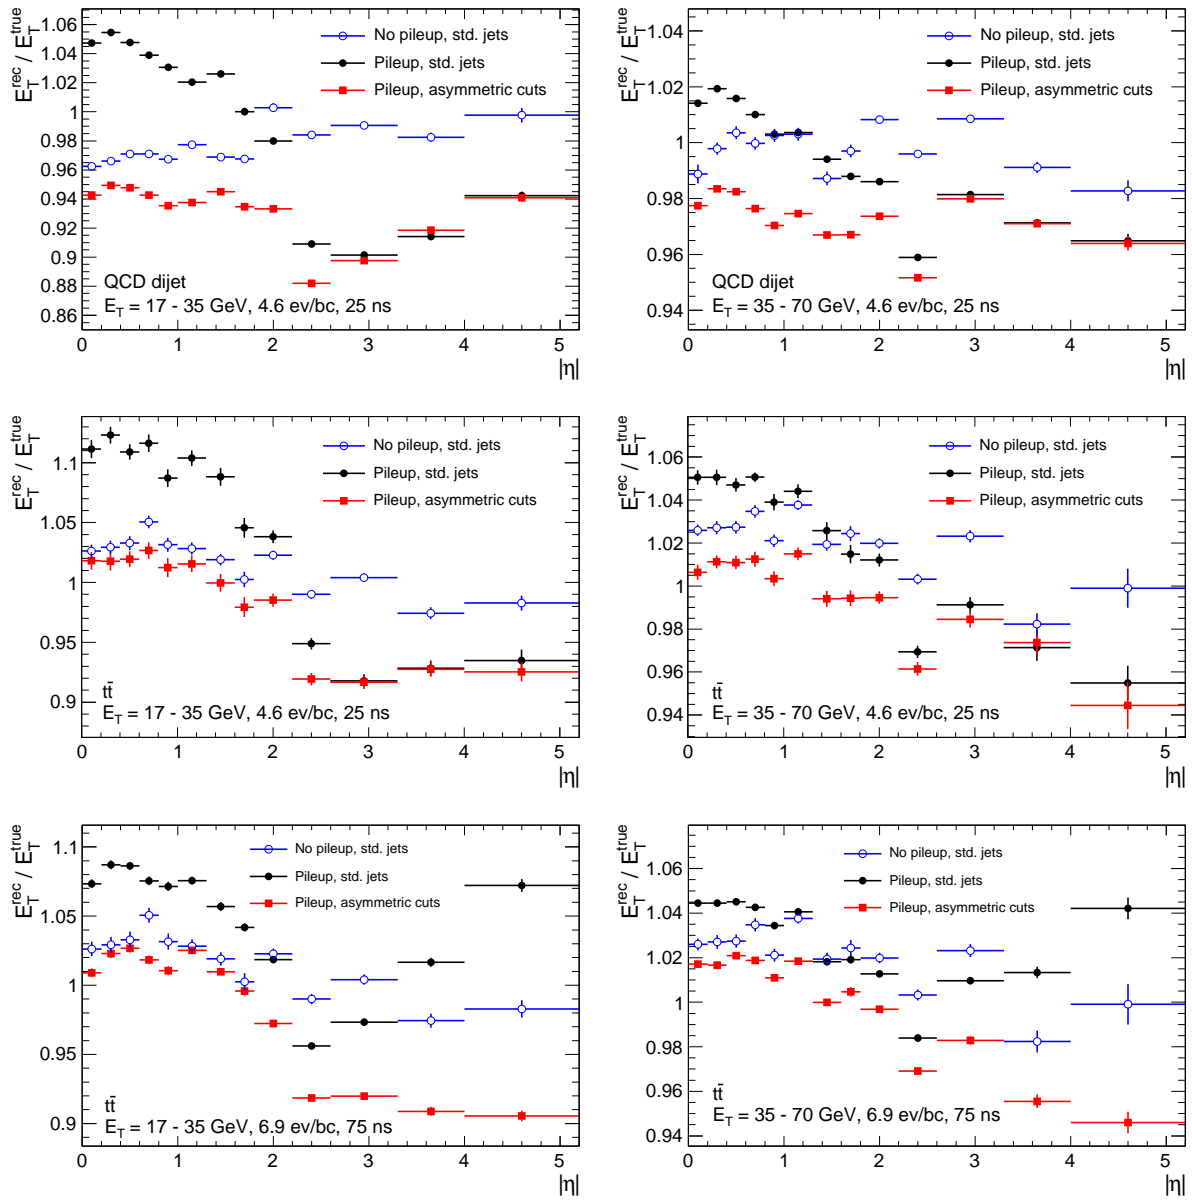 E_T^rec / E_T^true
1.06
1.04
1.02
1
0.98
0.96
0.94
0.92
0.9
0.88
0.86
No pileup, std. jets
Pileup, std. jets
Pileup, asymmetric cuts
QCD dijet
E_T = 17 - 35 GeV, 4.6 ev/bc, 25 ns
0 1 2 3 4 5
|η|
E_T^rec / E_T^true
1.04
1.02
1
0.98
0.96
0.94
No pileup, std. jets
Pileup, std. jets
Pileup, asymmetric cuts
QCD dijet
E_T = 35 - 70 GeV, 4.6 ev/bc, 25 ns
0 1 2 3 4 5
|η|
E_T^rec / E_T^true
1.1
1.05
1
0.95
0.9
No pileup, std. jets
Pileup, std. jets
Pileup, asymmetric cuts
tt̄
E_T = 17 - 35 GeV, 4.6 ev/bc, 25 ns
0 1 2 3 4 5
|η|
E_T^rec / E_T^true
1.06
1.04
1.02
1
0.98
0.96
0.94
No pileup, std. jets
Pileup, std. jets
Pileup, asymmetric cuts
tt̄
E_T = 35 - 70 GeV, 4.6 ev/bc, 25 ns
0 1 2 3 4 5
|η|
E_T^rec / E_T^true
1.1
1.05
1
0.95
0.9
No pileup, std. jets
Pileup, std. jets
Pileup, asymmetric cuts
tt̄
E_T = 17 - 35 GeV, 6.9 ev/bc, 75 ns
0 1 2 3 4 5
|η|
E_T^rec / E_T^true
1.06
1.04
1.02
1
0.98
0.96
0.94
No pileup, std. jets
Pileup, std. jets
Pileup, asymmetric cuts
tt̄
E_T = 35 - 70 GeV, 6.9 ev/bc, 75 ns
0 1 2 3 4 5
|η|